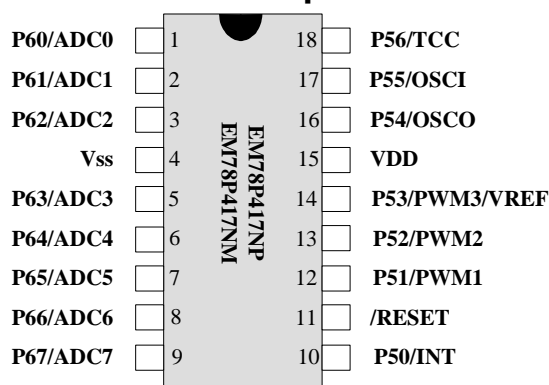 P60/ADC0 1 18 P56/TCC
P61/ADC1 2 17 P55/OSCI
P62/ADC2 3 16 P54/OSCO
Vss 4 15 VDD
P63/ADC3 5 14 P53/PWM3/VREF
P64/ADC4 6 13 P52/PWM2
P65/ADC5 7 12 P51/PWM1
P66/ADC6 8 11 /RESET
P67/ADC7 9 10 P50/INT
EM78P417NP
EM78P417NM